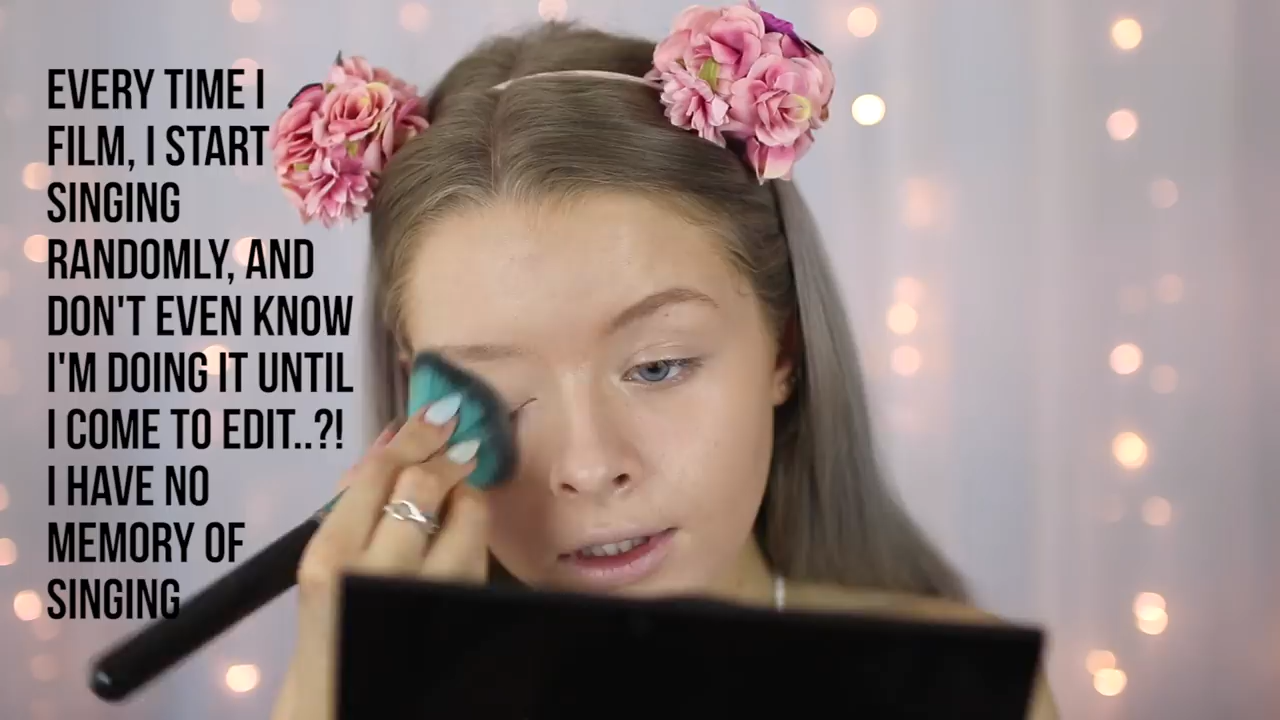 EVERY TIME I
FILM, I START
SINGING
RANDOMLY, AND
DON'T EVEN KNOW
I'M DOING IT UNTIL
I COME TO EDIT..?!
I HAVE NO
MEMORY OF
SINGING